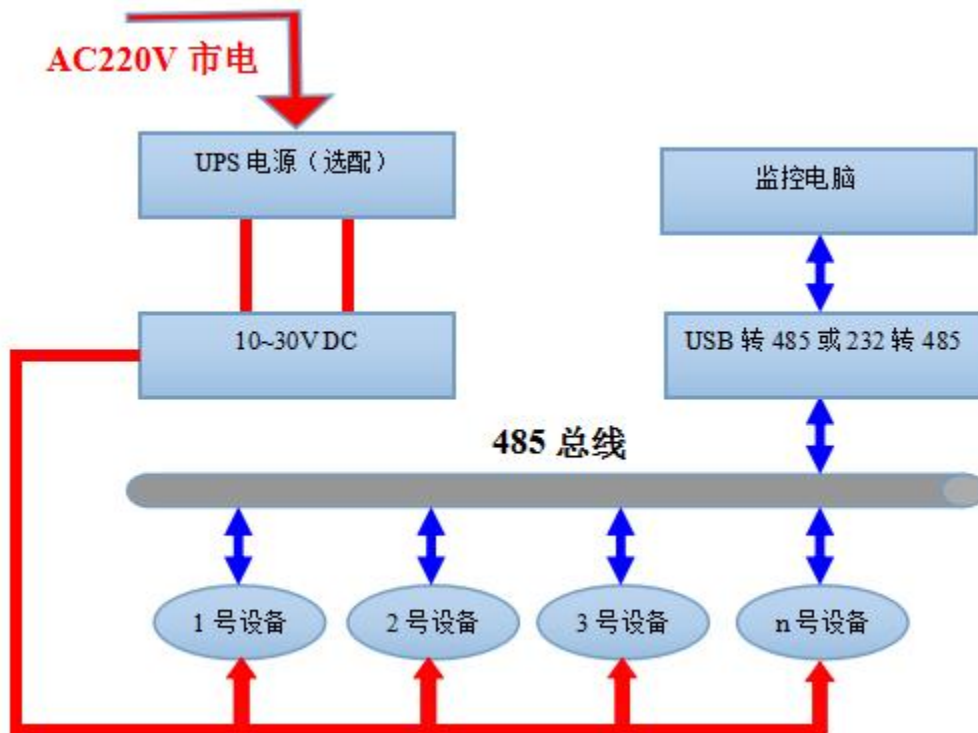 AC220V 市电
UPS 电源（选配）
监控电脑
10~30V DC
USB 转 485 或 232 转 485
485 总线
1 号设备
2 号设备
3 号设备
n 号设备